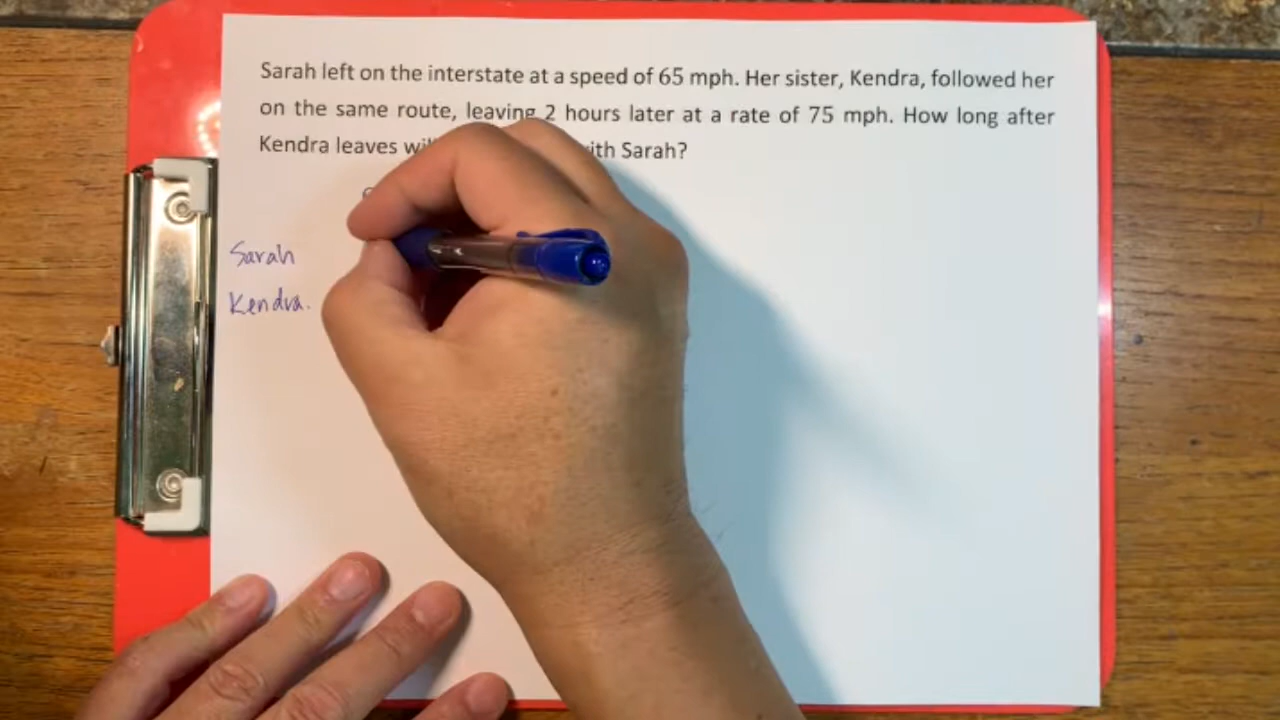 Sarah left on the interstate at a speed of 65 mph. Her sister, Kendra, followed her
on the same route, leaving 2 hours later at a rate of 75 mph. How long after
Kendra leaves with Sarah?
Sarah
Kendra.